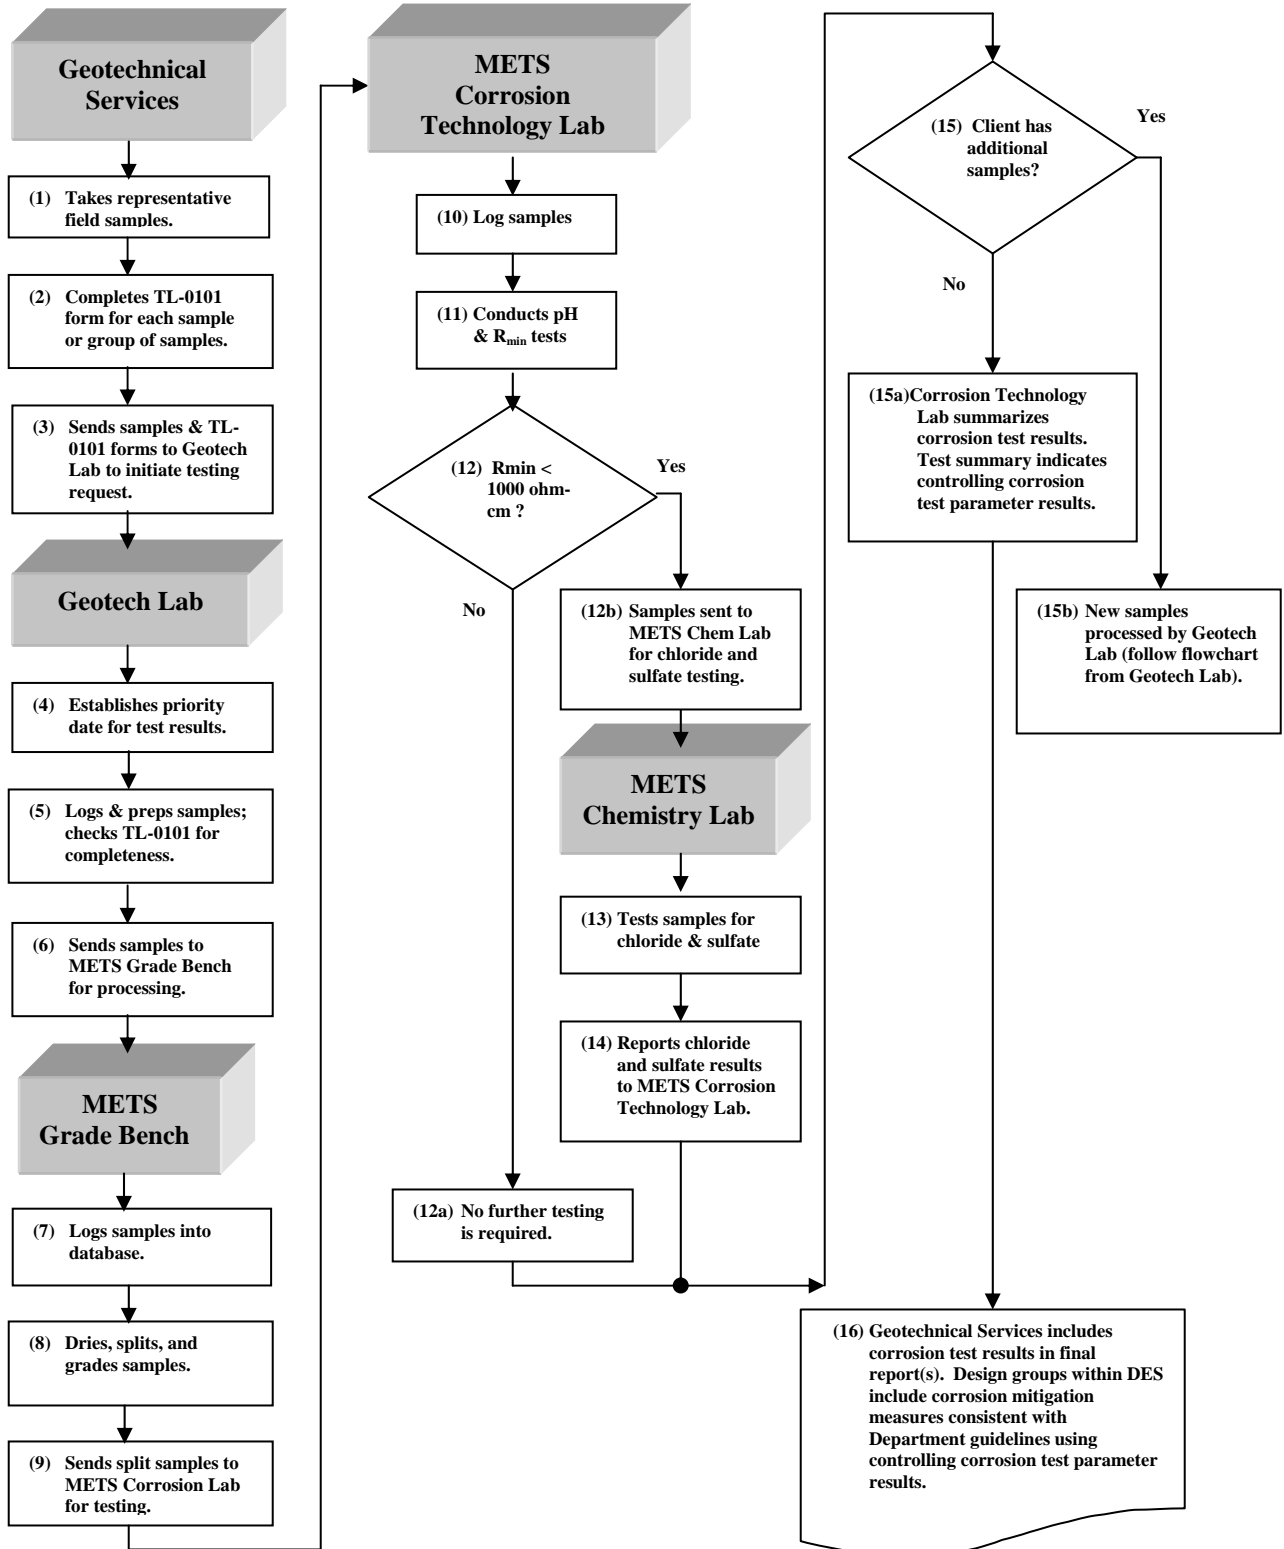 Geotechnical
Services
(1) Takes representative
field samples.
(2) Completes TL-0101
form for each sample
or group of samples.
(3) Sends samples & TL-
0101 forms to Geotech
Lab to initiate testing
request.
Geotech Lab
(4) Establishes priority
date for test results.
(5) Logs & preps samples;
checks TL-0101 for
completeness.
(6) Sends samples to
METS Grade Bench
for processing.
METS
Grade Bench
(7) Logs samples into
database.
(8) Dries, splits, and
grades samples.
(9) Sends split samples to
METS Corrosion Lab
for testing.
METS
Corrosion
Technology Lab
(10) Log samples
(11) Conducts pH
& Rmin tests
(12) Rmin <
1000 ohm-
cm ?
Yes
No
(12b) Samples sent to
METS Chem Lab
for chloride and
sulfate testing.
METS
Chemistry Lab
(13) Tests samples for
chloride & sulfate
(14) Reports chloride
and sulfate results
to METS Corrosion
Technology Lab.
(12a) No further testing
is required.
(15) Client has
additional
samples?
Yes
No
(15a)Corrosion Technology
Lab summarizes
corrosion test results.
Test summary indicates
controlling corrosion
test parameter results.
(15b) New samples
processed by Geotech
Lab (follow flowchart
from Geotech Lab).
(16) Geotechnical Services includes
corrosion test results in final
report(s). Design groups within DES
include corrosion mitigation
measures consistent with
Department guidelines using
controlling corrosion test parameter
results.